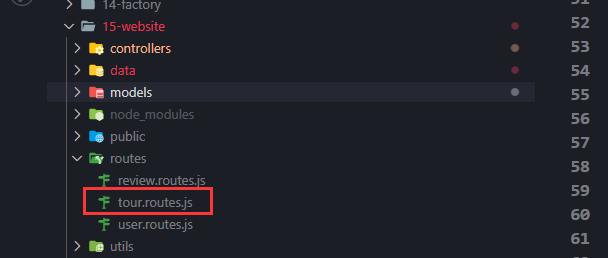 14-factory
15-website
controllers
data
models
node_modules
public
routes
review.routes.js
tour.routes.js
user.routes.js
utils
52
53
54
55
56
57
58
59
60
61